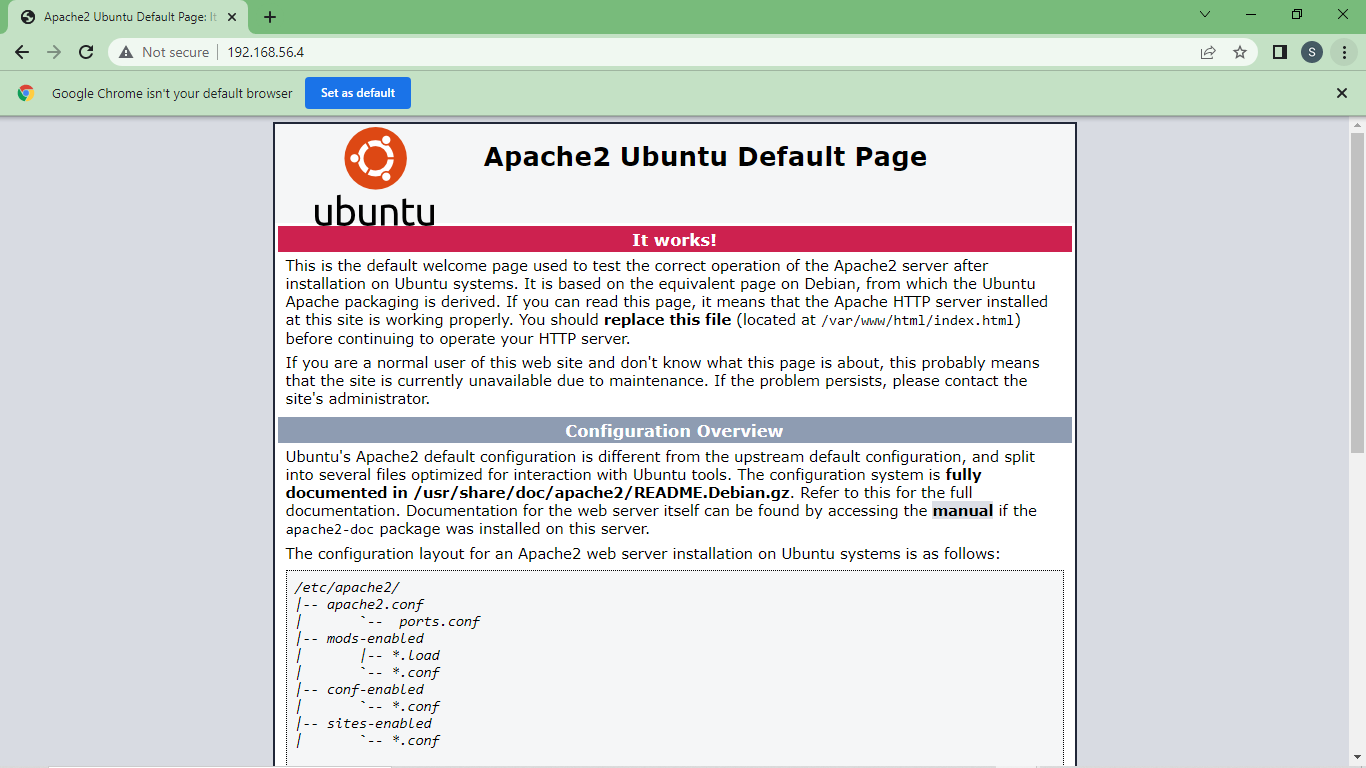 Apache2 Ubuntu Default Page: It
Not secure
192.168.56.4
S
Google Chrome isn't your default browser
Set as default
ubuntu
Apache2 Ubuntu Default Page
It works!
This is the default welcome page used to test the correct operation of the Apache2 server after
installation on Ubuntu systems. It is based on the equivalent page on Debian, from which the Ubuntu
Apache packaging is derived. If you can read this page, it means that the Apache HTTP server installed
at this site is working properly. You should replace this file (located at /var/www/html/index.html)
before continuing to operate your HTTP server.
If you are a normal user of this web site and don't know what this page is about, this probably means
that the site is currently unavailable due to maintenance. If the problem persists, please contact the
site's administrator.
Configuration Overview
Ubuntu's Apache2 default configuration is different from the upstream default configuration, and split
into several files optimized for interaction with Ubuntu tools. The configuration system is fully
documented in /usr/share/doc/apache2/README.Debian.gz. Refer to this for the full
documentation. Documentation for the web server itself can be found by accessing the manual if the
apache2-doc package was installed on this server.
The configuration layout for an Apache2 web server installation on Ubuntu systems is as follows:
/etc/apache2/
|-- apache2.conf
|       `--  ports.conf
|-- mods-enabled
|       |-- *.load
|       `-- *.conf
|-- conf-enabled
|       `-- *.conf
|-- sites-enabled
|       `-- *.conf